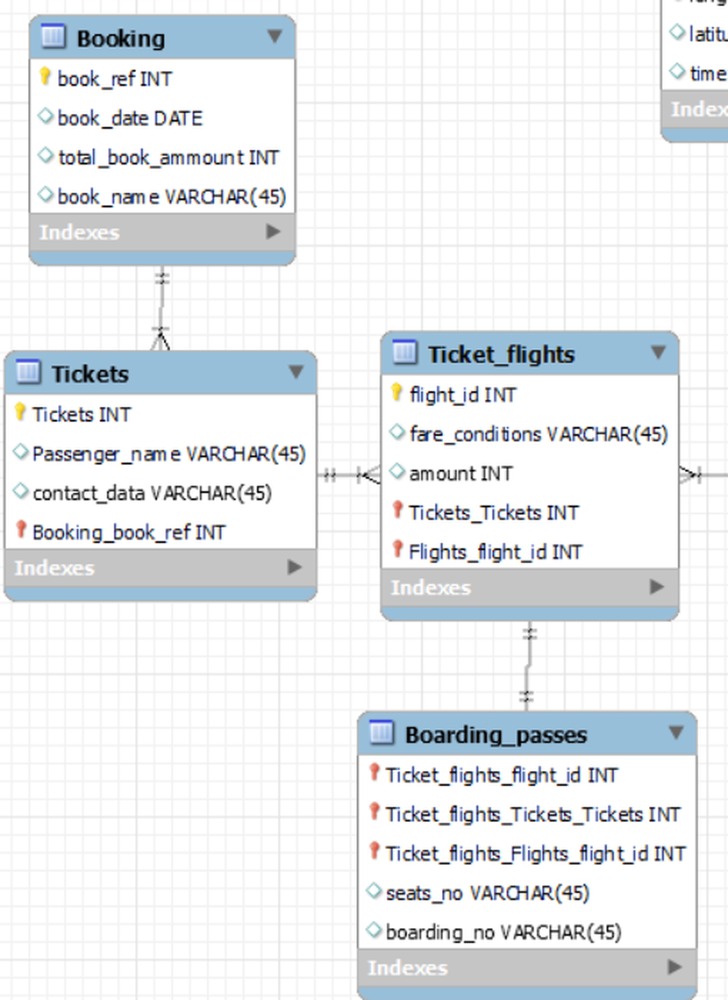 Booking
book_ref INT
book_date DATE
total_book_ammount INT
book_name VARCHAR(45)
Indexes
time
Tickets
Tickets INT
Passenger_name VARCHAR(45)
contact_data VARCHAR(45)
Booking_book_ref INT
Indexes
Ticket_flights
flight_id INT
fare_conditions VARCHAR(45)
amount INT
Tickets_Tickets INT
Flights_flight_id INT
Indexes
Boarding_passes
Ticket_flights_flight_id INT
Ticket_flights_Tickets_Tickets INT
Ticket_flights_Flights_flight_id INT
seats_no VARCHAR(45)
boarding_no VARCHAR(45)
Indexes